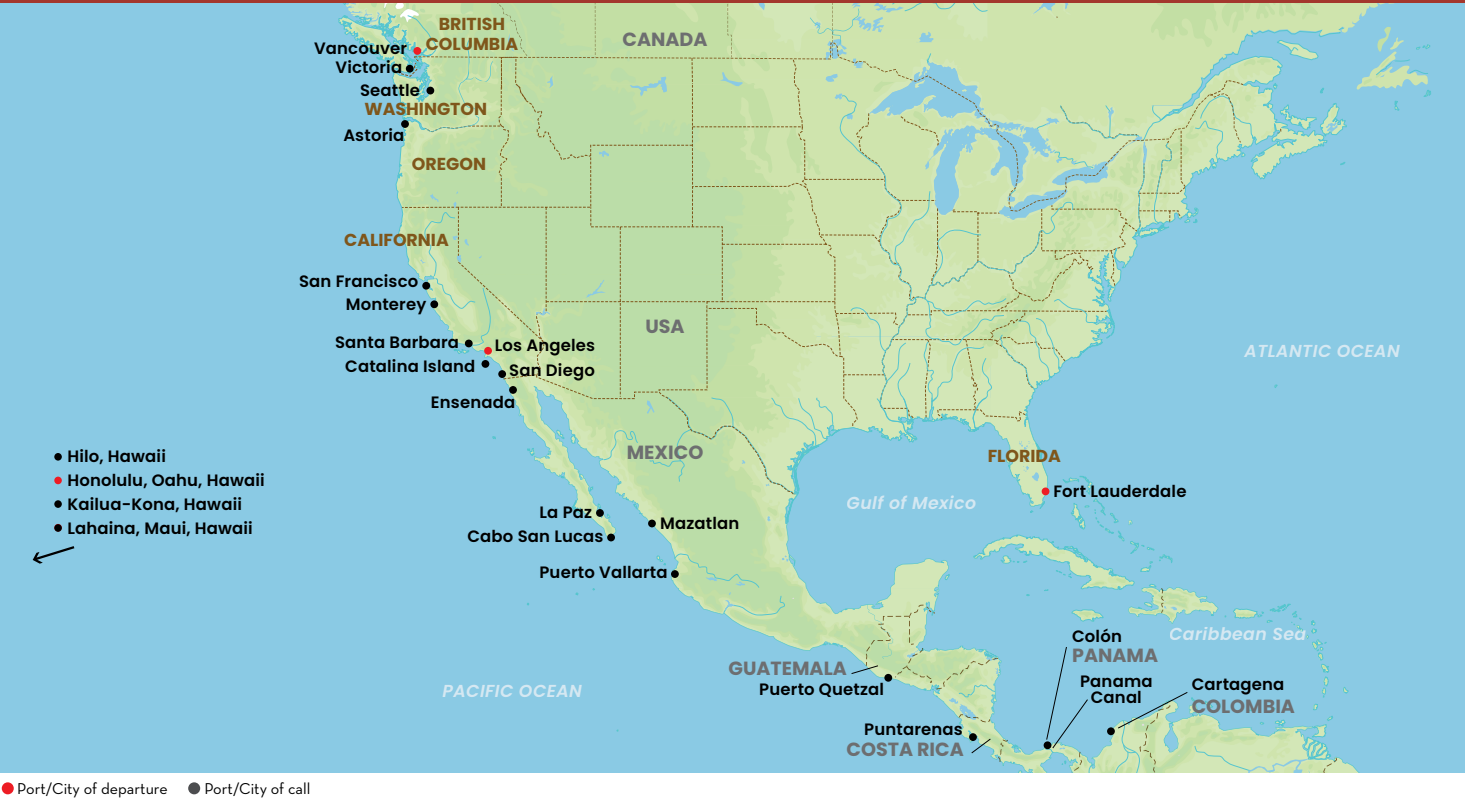 BRITISH
COLUMBIA
CANADA
Vancouver
Victoria
Seattle
WASHINGTON
Astoria
OREGON
CALIFORNIA
San Francisco
Monterey
USA
Santa Barbara
Los Angeles
ATLANTIC OCEAN
Catalina Island
San Diego
Ensenada
MEXICO
FLORIDA
Hilo, Hawaii
Honolulu, Oahu, Hawaii
Kailua-Kona, Hawaii
Lahaina, Maui, Hawaii
Fort Lauderdale
Gulf of Mexico
La Paz
Mazatlan
Cabo San Lucas
Puerto Vallarta
Colón
PANAMA
Caribbean Sea
GUATEMALA
Puerto Quetzal
PACIFIC OCEAN
Panama
Canal
Cartagena
COLOMBIA
Puntarenas
COSTA RICA
Port/City of departure
Port/City of call